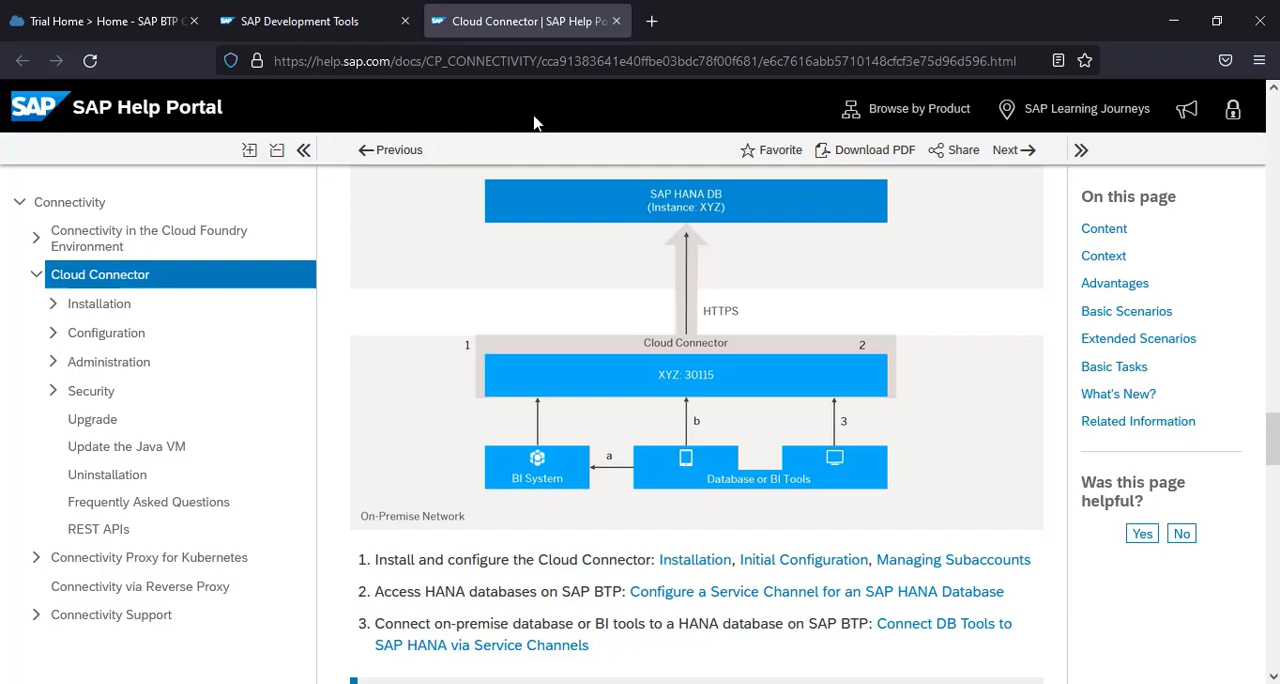 Trial Home > Home - SAP BTP C
SAP Development Tools
Cloud Connector | SAP Help Po
https://help.sap.com/docs/CP_CONNECTIVITY/cca91383641e40ffbe03bdc78f00f681/e6c7616abb5710148cfcf3e75d96d596.html
SAP SAP Help Portal
Browse by Product
SAP Learning Journeys
Previous
Favorite
Download PDF
Share
Next
Connectivity
Connectivity in the Cloud Foundry
Environment
Cloud Connector
Installation
Configuration
Administration
Security
Upgrade
Update the Java VM
Uninstallation
Frequently Asked Questions
REST APIs
Connectivity Proxy for Kubernetes
Connectivity via Reverse Proxy
Connectivity Support
SAP HANA DB
(Instance: XYZ)
HTTPS
1
Cloud Connector
2
XYZ: 30115
b
3
a
BI System
Database or BI Tools
On-Premise Network
1. Install and configure the Cloud Connector: Installation, Initial Configuration, Managing Subaccounts
2. Access HANA databases on SAP BTP: Configure a Service Channel for an SAP HANA Database
3. Connect on-premise database or BI tools to a HANA database on SAP BTP: Connect DB Tools to
SAP HANA via Service Channels
On this page
Content
Context
Advantages
Basic Scenarios
Extended Scenarios
Basic Tasks
What's New?
Related Information
Was this page
helpful?
Yes
No